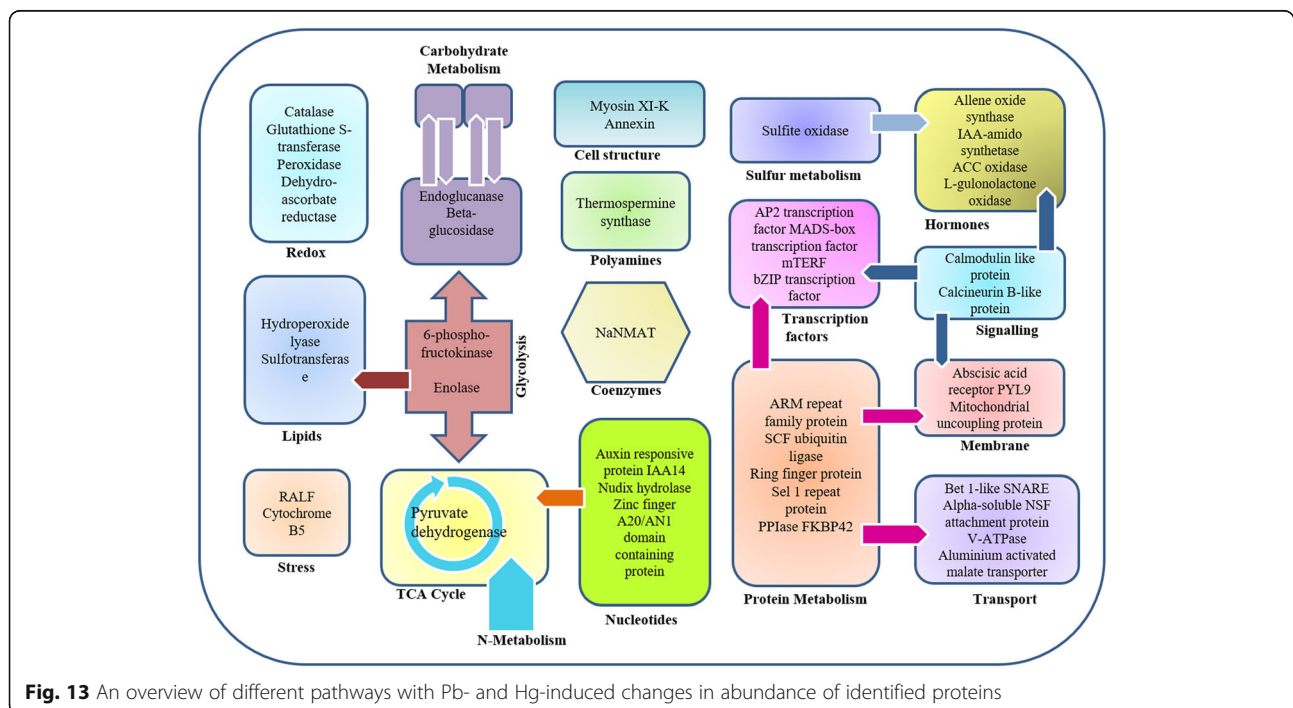 Carbohydrate
Metabolism
Catalase
Glutathione S-
transferase
Peroxidase
Dehydro-
ascorbate
reductase
Redox
Endoglucanase
Beta-
glucosidase
Myosin XI-K
Annexin
Cell structure
Thermospermine
synthase
Polyamines
NaNMAT
Coenzymes
Sulfite oxidase
Sulfur metabolism
Allene oxide
synthase
IAA-amido
synthetase
ACC oxidase
L-gulonolactone
oxidase
Hormones
AP2 transcription
factor MADS-box
transcription factor
mTERF
bZIP transcription
factor
Transcription
factors
Calmodulin like
protein
Calcineurin B-like
protein
Signalling
Hydroperoxide
lyase
Sulfotransferas
e
Lipids
6-phospho-
fructokinase
Enolase
Glycolysis
Abscisic acid
receptor PYL9
Mitochondrial
uncoupling protein
Membrane
ARM repeat
family protein
SCF ubiquitin
ligase
Ring finger protein
Sel 1 repeat
protein
PPIase FKBP42
Protein Metabolism
RALF
Cytochrome
B5
Stress
Pyruvate
dehydrogenase
TCA Cycle
N-Metabolism
Auxin responsive
protein IAA14
Nudix hydrolase
Zinc finger
A20/AN1
domain
containing
protein
Nucleotides
Bet 1-like SNARE
Alpha-soluble NSF
attachment protein
V-ATPase
Aluminium activated
malate transporter
Transport
Fig. 13 An overview of different pathways with Pb- and Hg-induced changes in abundance of identified proteins